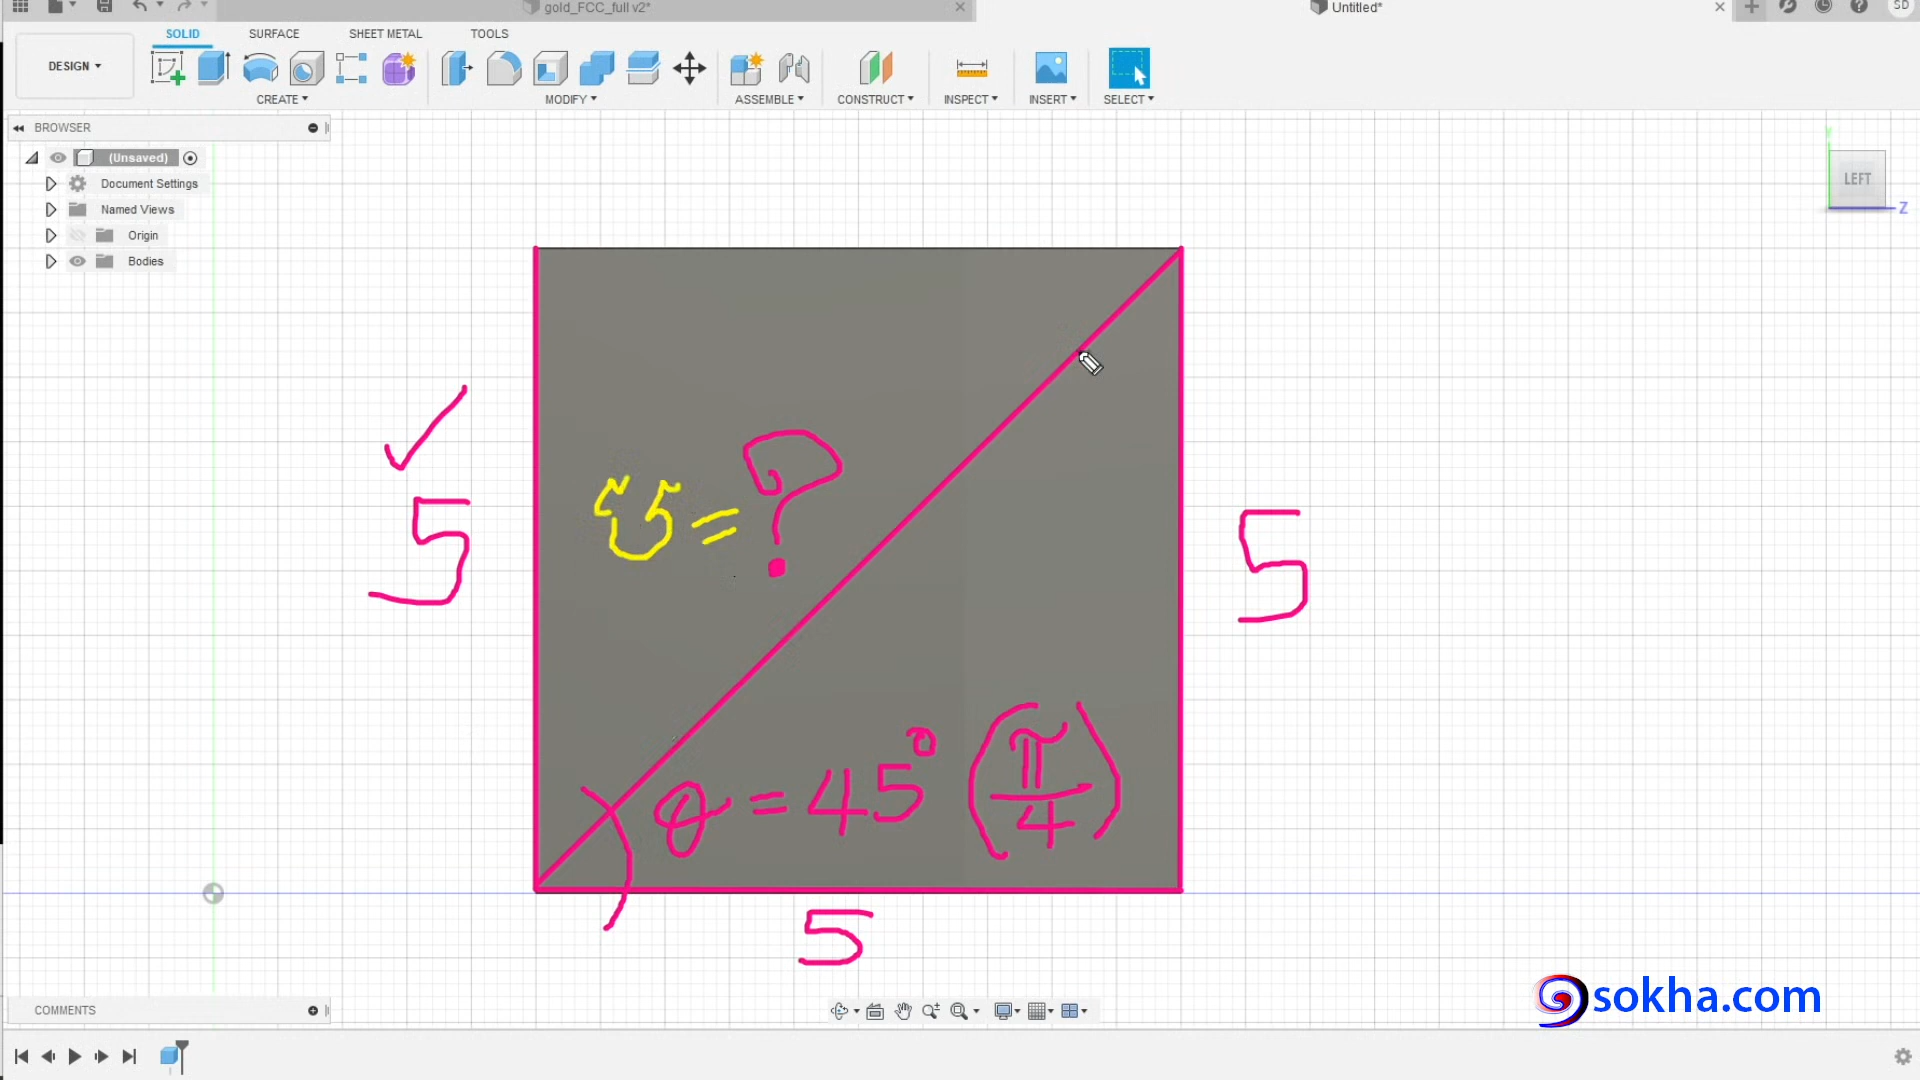 gold_FCC_full v2*
Untitled*
SD
DESIGN
SOLID
SURFACE
SHEET METAL
TOOLS
CREATE
MODIFY
ASSEMBLE
CONSTRUCT
INSPECT
INSERT
SELECT
BROWSER
(Unsaved)
Document Settings
Named Views
Origin
Bodies
LEFT
Z
5
= ?
5
θ = 45° (π/4)
5
COMMENTS
sokha.com